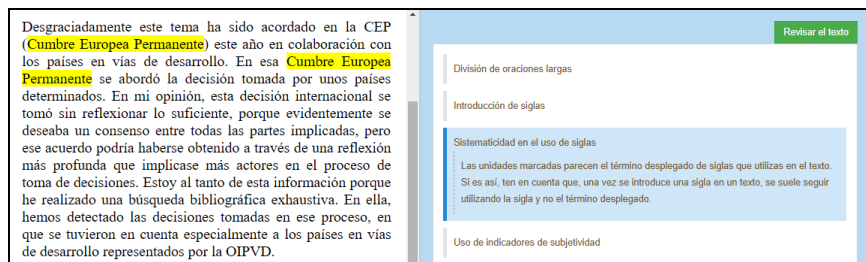 Desgraciadamente este tema ha sido acordado en la CEP
(Cumbre Europea Permanente) este año en colaboración con
los países en vías de desarrollo. En esa Cumbre Europea
Permanente se abordó la decisión tomada por unos países
determinados. En mi opinión, esta decisión internacional se
tomó sin reflexionar lo suficiente, porque evidentemente se
deseaba un consenso entre todas las partes implicadas, pero
ese acuerdo podría haberse obtenido a través de una reflexión
más profunda que implicase más actores en el proceso de
toma de decisiones. Estoy al tanto de esta información porque
he realizado una búsqueda bibliográfica exhaustiva. En ella,
hemos detectado las decisiones tomadas en ese proceso, en
que se tuvieron en cuenta especialmente a los países en vías
de desarrollo representados por la OIPVD.
Revisar el texto
División de oraciones largas
Introducción de siglas
Sistematicidad en el uso de siglas
Las unidades marcadas parecen el término desplegado de siglas que utilizas en el texto.
Si es así, ten en cuenta que, una vez se introduce una sigla en un texto, se suele seguir
utilizando la sigla y no el término desplegado.
Uso de indicadores de subjetividad